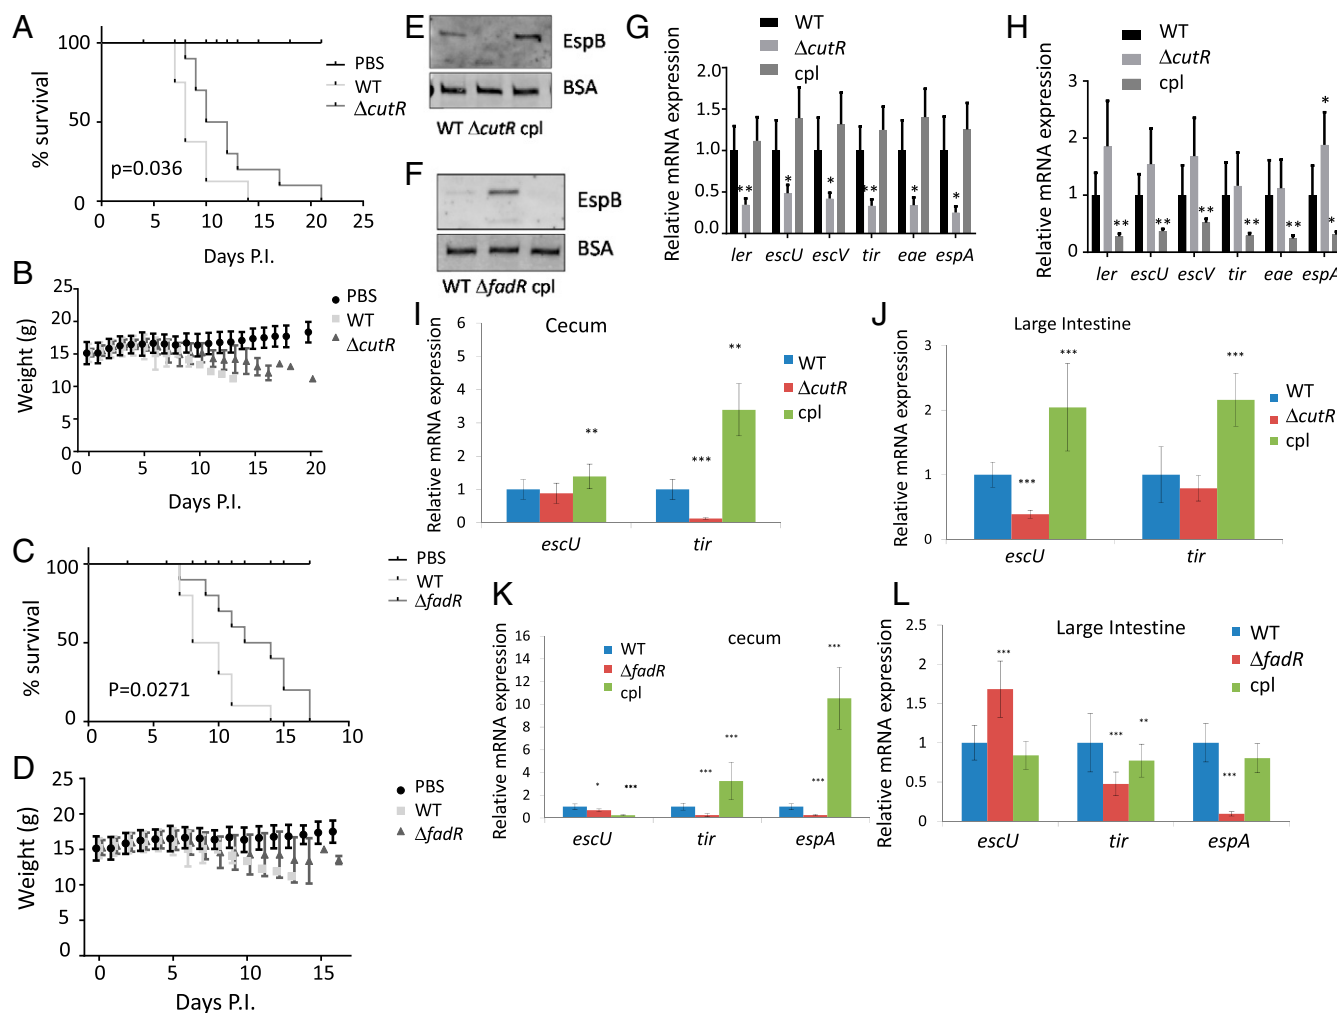 A
100
50
0
% survival
p=0.036
0 5 10 15 20 25
Days P.I.
PBS
WT
ΔcutR
B
25
20
15
10
5
0
Weight (g)
0 5 10 15 20
Days P.I.
PBS
WT
ΔcutR
C
100
50
0
% survival
P=0.0271
0 5 10 15 10
PBS
WT
ΔfadR
D
25
20
15
10
5
0
Weight (g)
0 5 10 15
Days P.I.
PBS
WT
ΔfadR
E
EspB
BSA
WT ΔcutR cpl
F
EspB
BSA
WT ΔfadR cpl
G
WT
ΔcutR
cpl
Relative mRNA expression
2.0
1.5
1.0
0.5
0.0
** * * ** * *
ler escU escV tir eae espA
H
WT
ΔcutR
cpl
Relative mRNA expression
3
2
1
0
** ** ** ** ** * *
ler escU escV tir eae espA
I
Cecum
Relative mRNA expression
6
5
4
3
2
1
0
** *** **
escU tir
WT
ΔcutR
cpl
J
Large Intestine
Relative mRNA expression
3
2
1
0
*** *** ***
escU tir
WT
ΔcutR
cpl
K
cecum
Relative mRNA expression
16
14
12
10
8
6
4
2
0
* *** *** *** *** ***
escU tir espA
WT
ΔfadR
cpl
L
Large Intestine
Relative mRNA expression
2.5
2
1.5
1
0.5
0
*** *** ** ***
escU tir espA
WT
ΔfadR
cpl